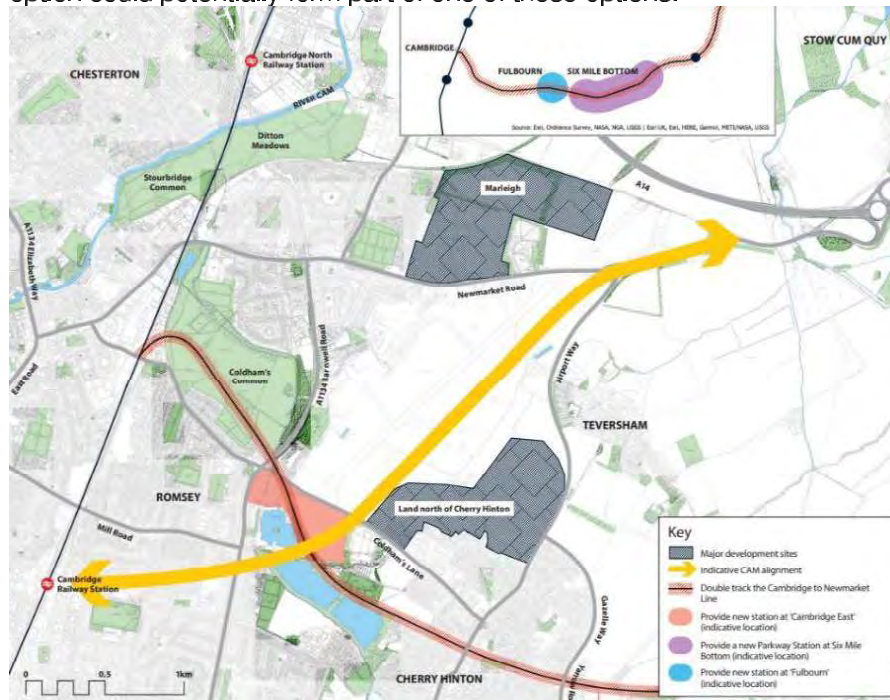 option could potentially form part of one of those options.
CAMBRIDGE
FULBOURN
SIX MILE BOTTOM
Source: Esri, Ordnance Survey, NASA, NGA, USGS | Esri UK, Esri, HERE, Garmin, METI/NASA, USGS
STOW CUM QUY
CHESTERTON
Cambridge North
Railway Station
RIVER CAM
Ditton
Meadows
Stourbridge
Common
Marleigh
A14
A1134 Elizabeth Way
Newmarket Road
East Road
Coldham's
Common
A1134 Barnwell Road
Airport Way
TEVERSHAM
ROMSEY
Land north of Cherry Hinton
Mill Road
Coldham's Lane
Cambridge
Railway Station
Gazelle Way
CHERRY HINTON
0 0.5 1km
Key
Major development sites
Indicative CAM alignment
Double track the Cambridge to Newmarket
Line
Provide new station at 'Cambridge East'
(indicative location)
Provide a new Parkway Station at Six Mile
Bottom (indicative location)
Provide new station at 'Fulbourn'
(indicative location)